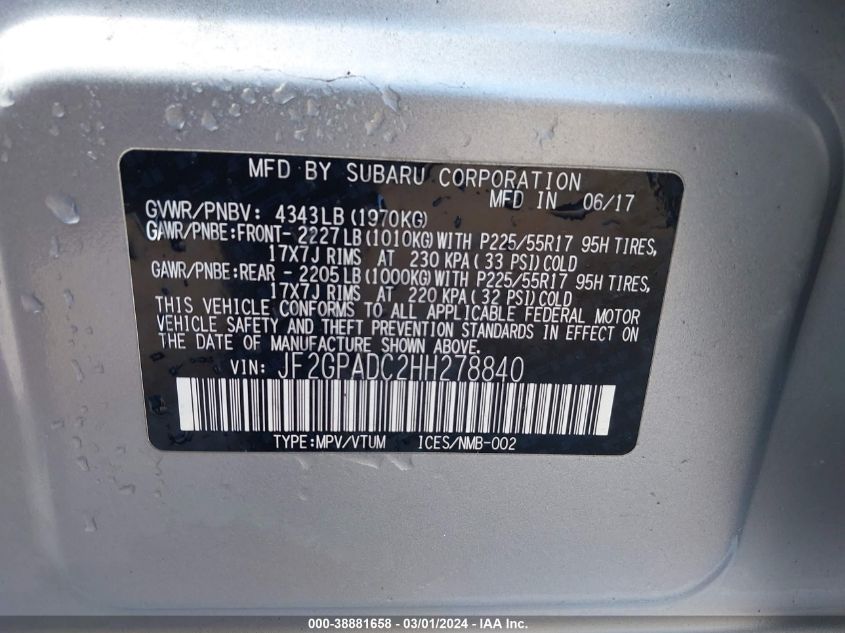 MFD BY SUBARU CORPORATION
MFD IN 06/17
GVWR/PNBV: 4343LB(1970KG)
GAWR/PNBE:FRONT- 2227LB(1010KG)WITH P225/55R17 95H TIRES,
17X7J RIMS AT 230 KPA(33 PSI)COLD
GAWR/PNBE:REAR - 2205LB(1000KG)WITH P225/55R17 95H TIRES,
17X7J RIMS AT 220 KPA(32 PSI)COLD
THIS VEHICLE CONFORMS TO ALL APPLICABLE FEDERAL MOTOR
VEHICLE SAFETY AND THEFT PREVENTION STANDARDS IN EFFECT ON
THE DATE OF MANUFACTURE SHOWN ABOVE.
VIN: JF2GPADC2HH278840
TYPE:MPV/VTUM ICES/NMB-002
000-38881658 - 03/01/2024 - IAA Inc.